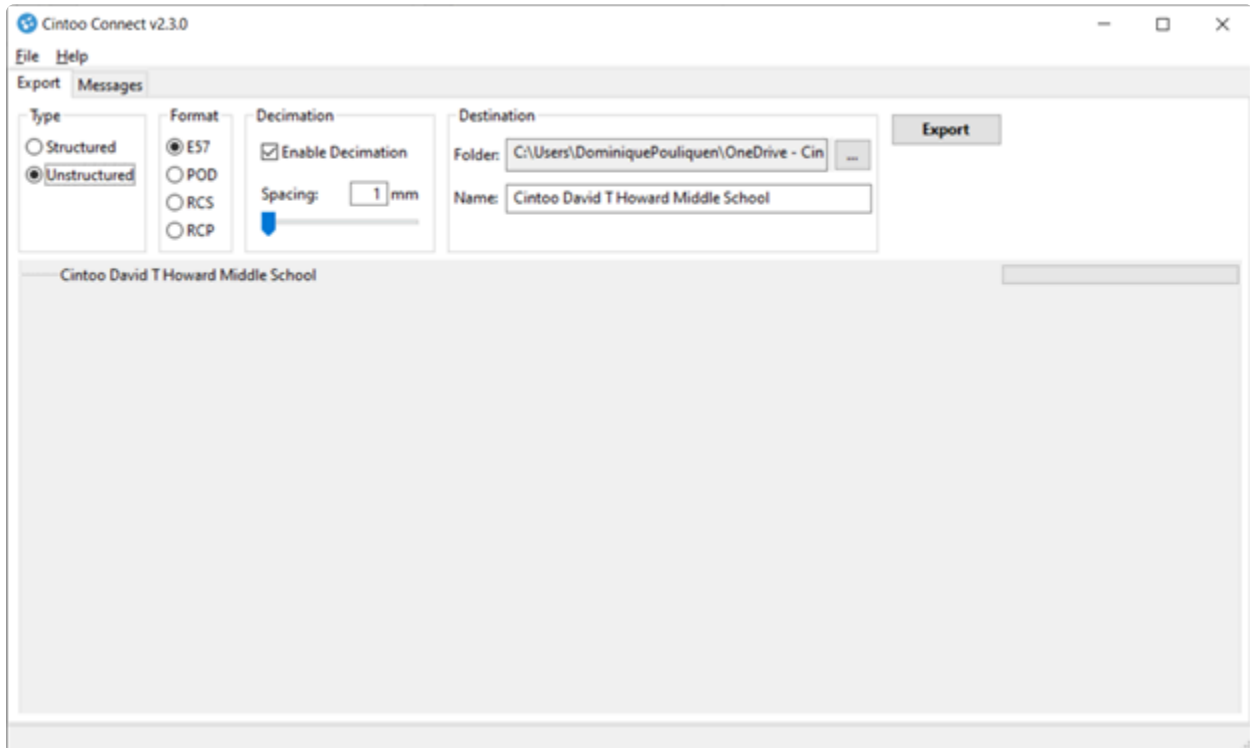 Cintoo Connect v2.3.0
File Help
Export Messages
Type
Structured
Unstructured
Format
E57
POD
RCS
RCP
Decimation
Enable Decimation
Spacing: 1 mm
Destination
Folder: C:\Users\DominiquePouliquen\OneDrive - Cin ...
Name: Cintoo David T Howard Middle School
Export
Cintoo David T Howard Middle School